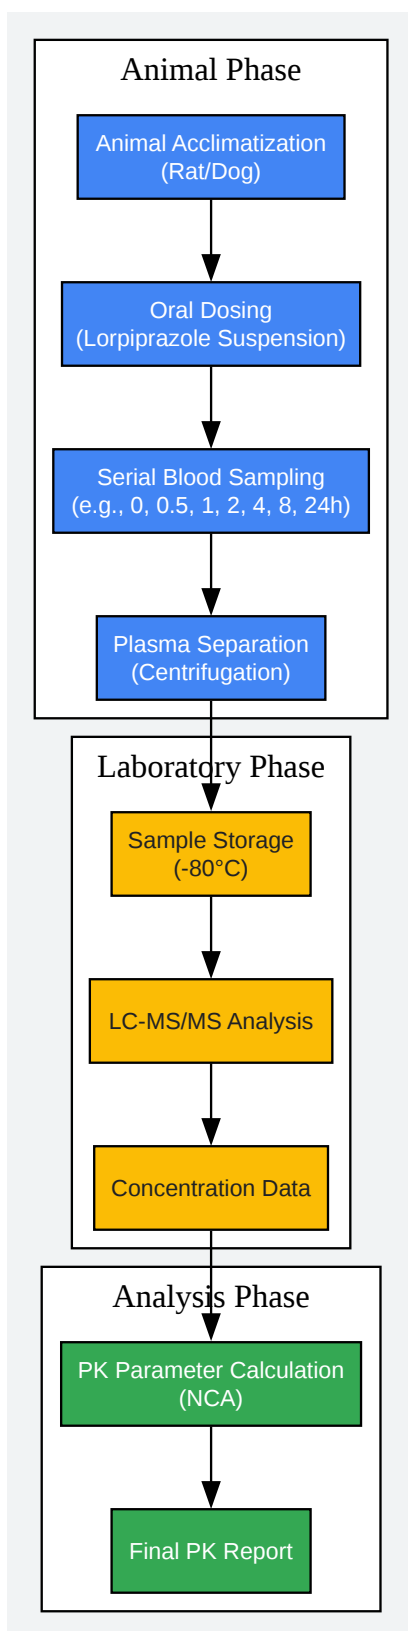 Animal Phase
Animal Acclimatization
(Rat/Dog)
Oral Dosing
(Lorpiprazole Suspension)
Serial Blood Sampling
(e.g., 0, 0.5, 1, 2, 4, 8, 24h)
Plasma Separation
(Centrifugation)
Laboratory Phase
Sample Storage
(-80°C)
LC-MS/MS Analysis
Concentration Data
Analysis Phase
PK Parameter Calculation
(NCA)
Final PK Report